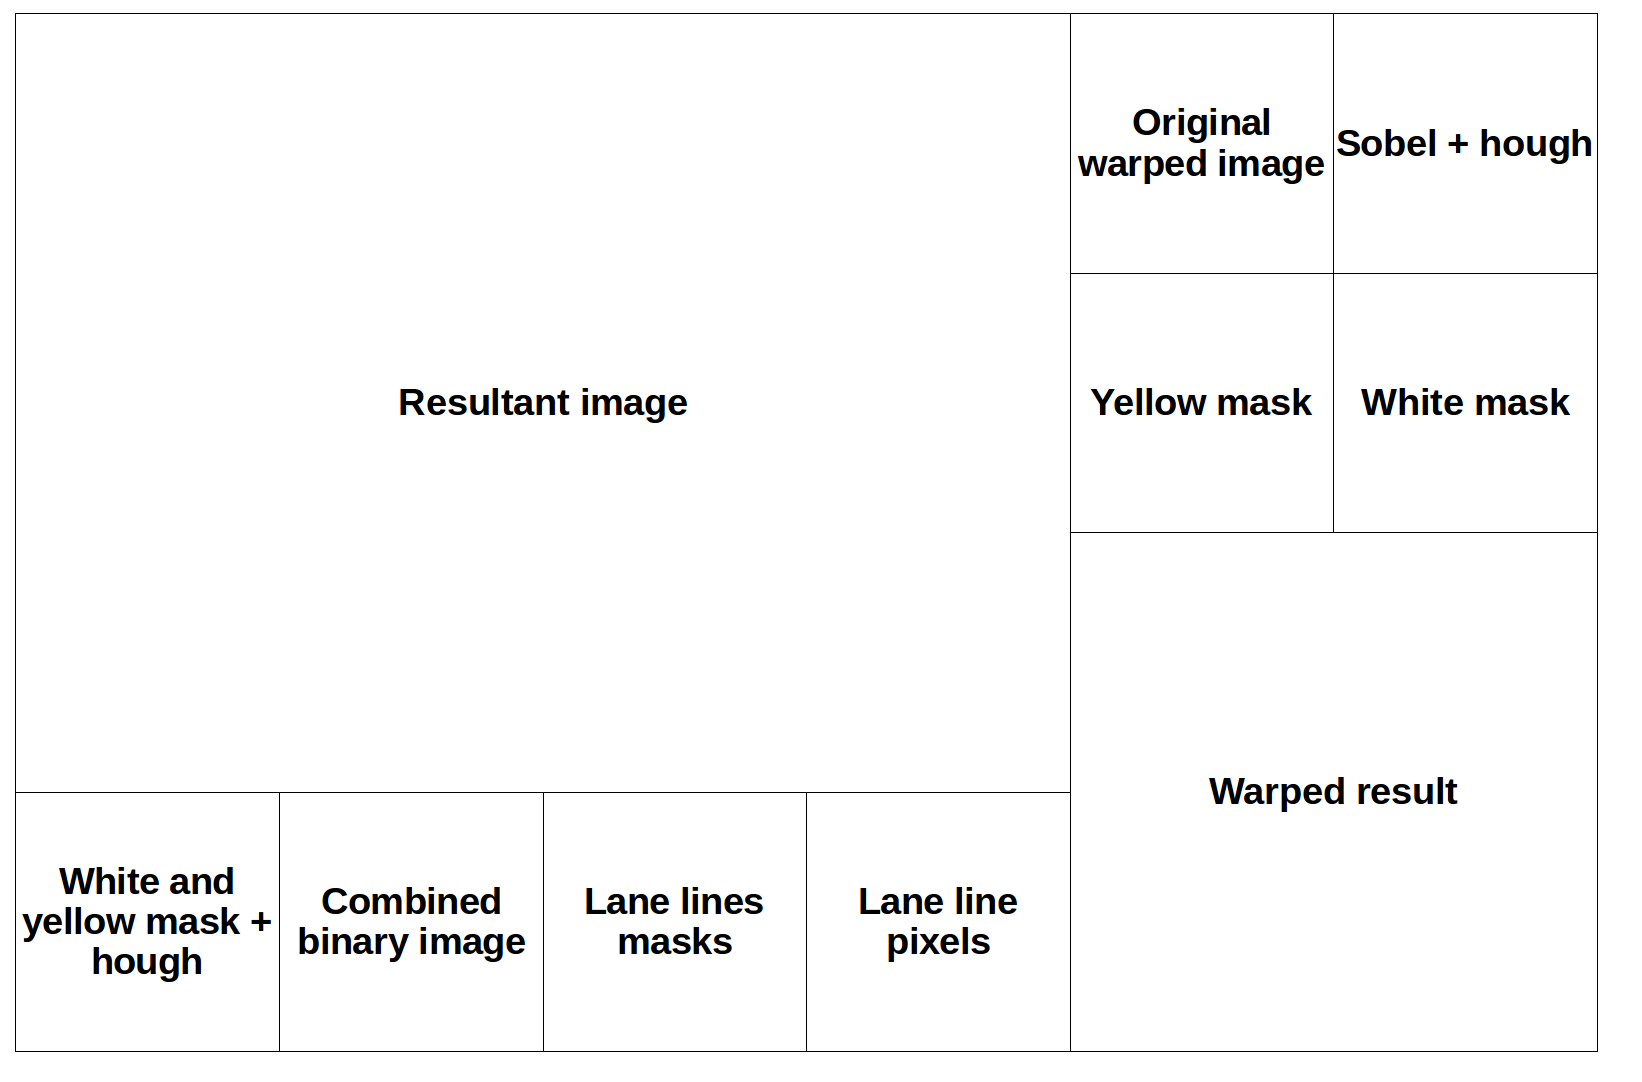 Original
warped image
Sobel + hough
Resultant image
Yellow mask
White mask
Warped result
White and
yellow mask +
hough
Combined
binary image
Lane lines
masks
Lane line
pixels